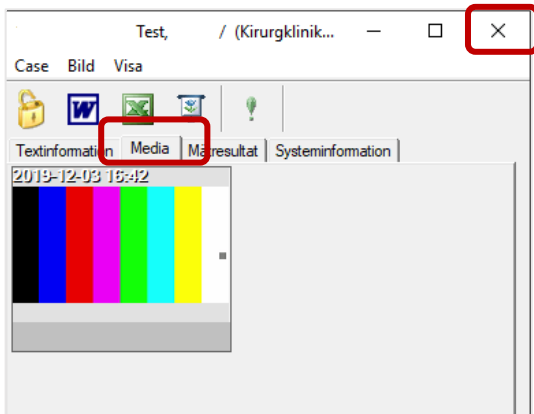 Test, / (Kirurgklinik...
Case Bild Visa
W
Textinformation Media Mätresultat Systeminformation
2019-12-03 16:42